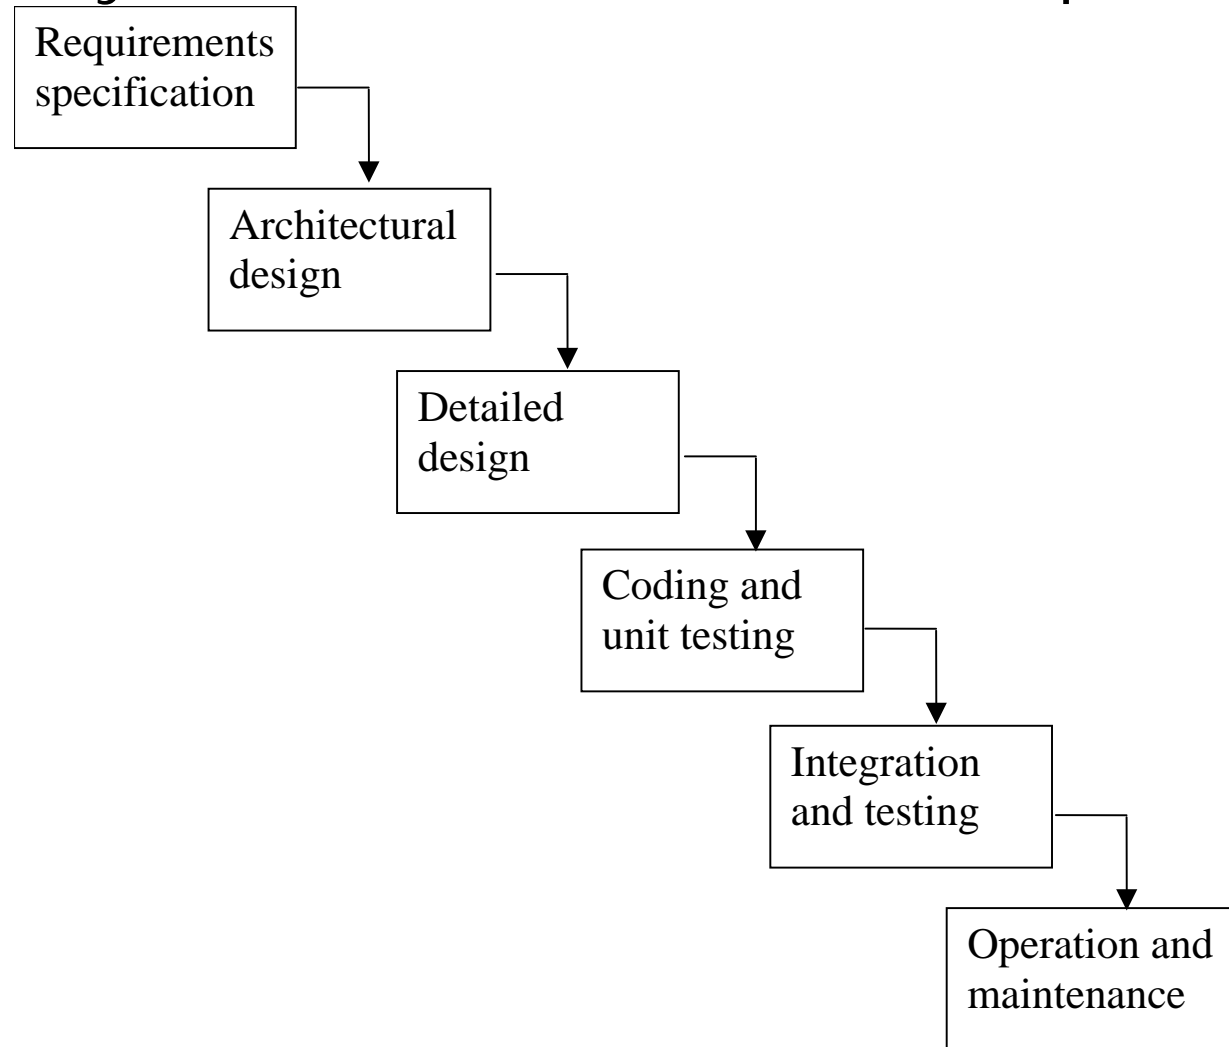 Requirements
specification
Architectural
design
Detailed
design
Coding and
unit testing
Integration
and testing
Operation and
maintenance